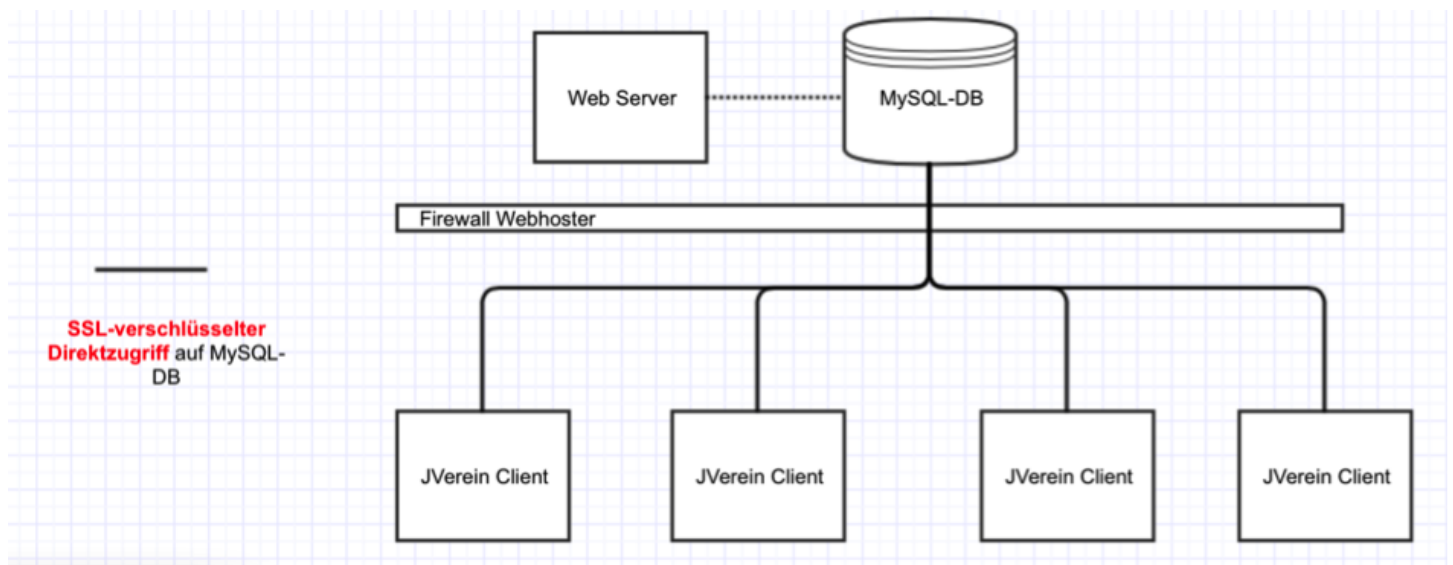 Web Server
MySQL-DB
Firewall Webhoster
SSL-verschlüsselter
Direktzugriff auf MySQL-
DB
JVerein Client
JVerein Client
JVerein Client
JVerein Client